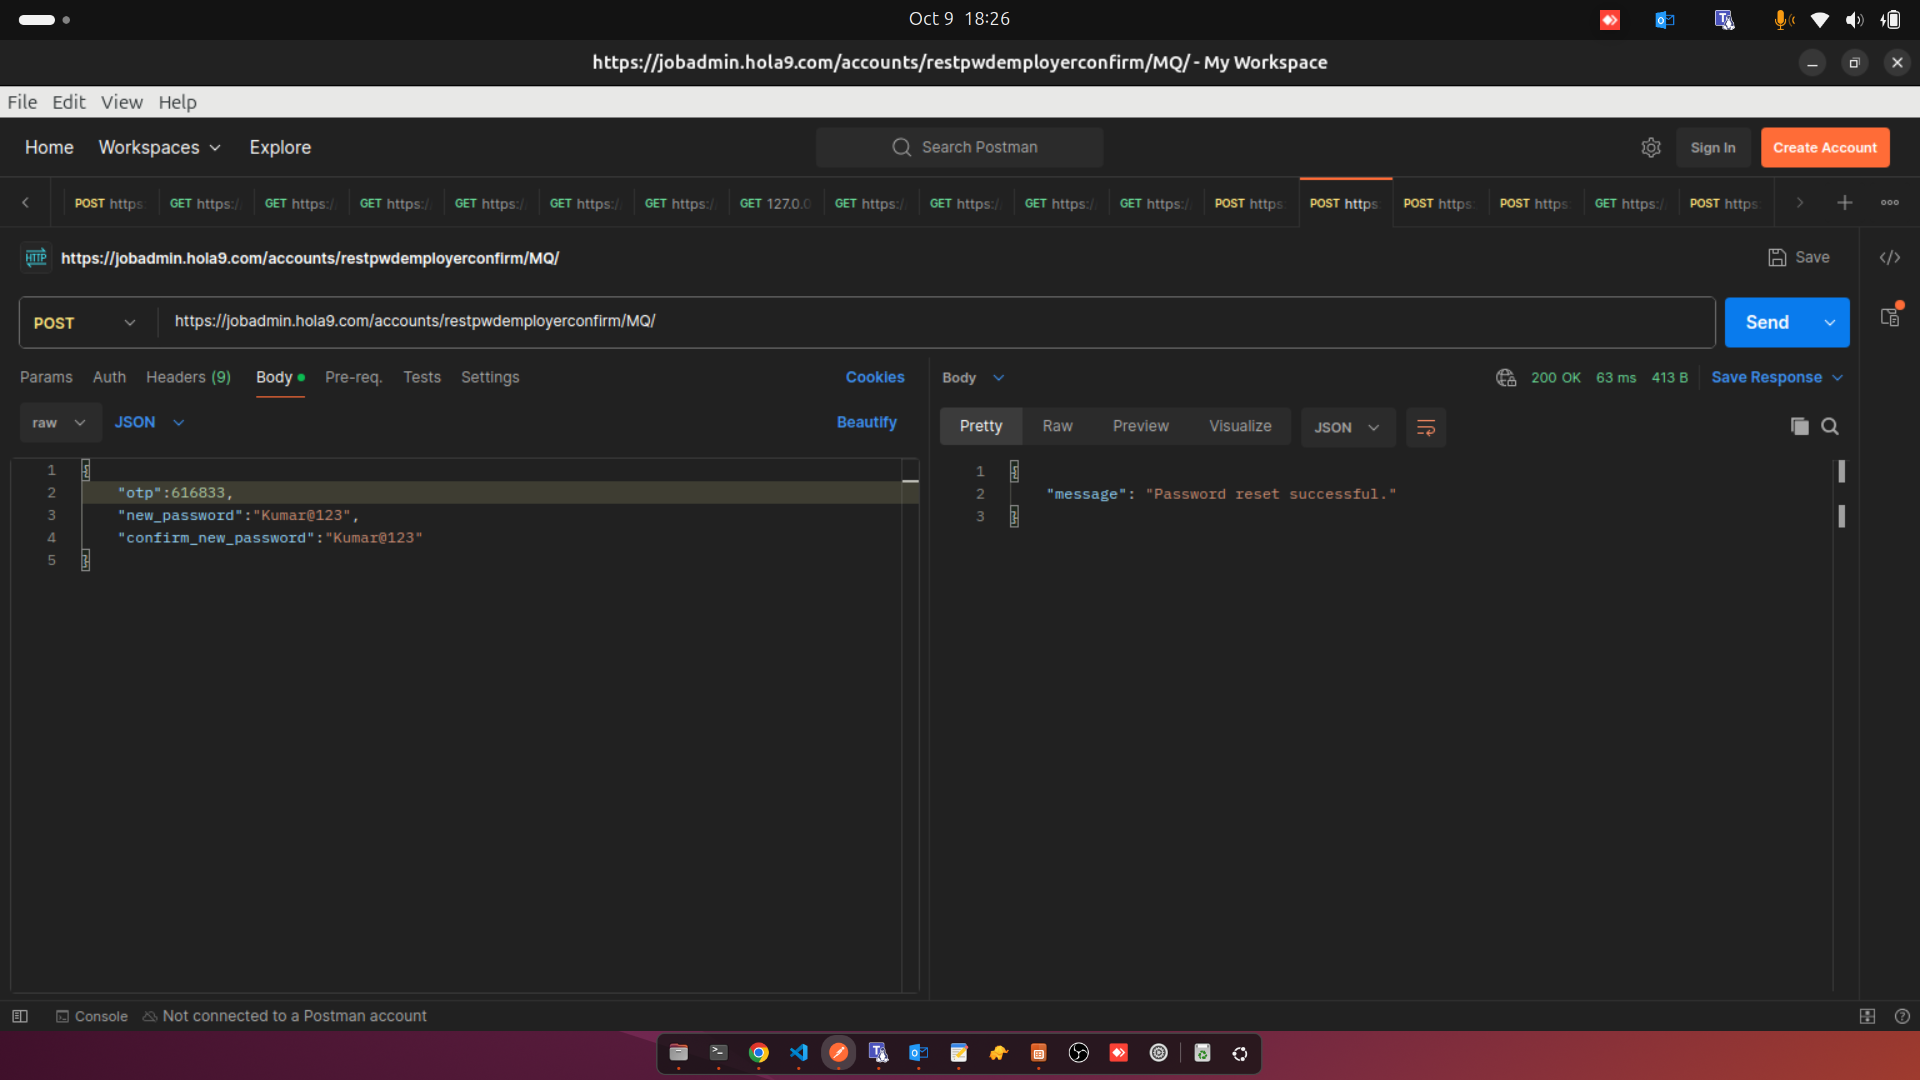 Oct 9 18:26
https://jobadmin.hola9.com/accounts/restpwdemployerconfirm/MQ/ - My Workspace
File Edit View Help
Home Workspaces Explore Search Postman Sign In Create Account
POST https: GET https:/ GET https:/ GET https:/ GET https:/ GET https:/ GET https:/ GET 127.0.0 GET https:/ GET https:/ GET https:/ GET https:/ POST https: POST https: POST https: POST https: GET https:/ POST https:
HTTP https://jobadmin.hola9.com/accounts/restpwdemployerconfirm/MQ/ Save
POST https://jobadmin.hola9.com/accounts/restpwdemployerconfirm/MQ/ Send
Params Auth Headers (9) Body Pre-req. Tests Settings Cookies
raw JSON Beautify
1 {
2 "otp":616833,
3 "new_password":"Kumar@123",
4 "confirm_new_password":"Kumar@123"
5 }
Body 200 OK 63 ms 413 B Save Response
Pretty Raw Preview Visualize JSON
1 {
2 "message": "Password reset successful."
3 }
Console Not connected to a Postman account